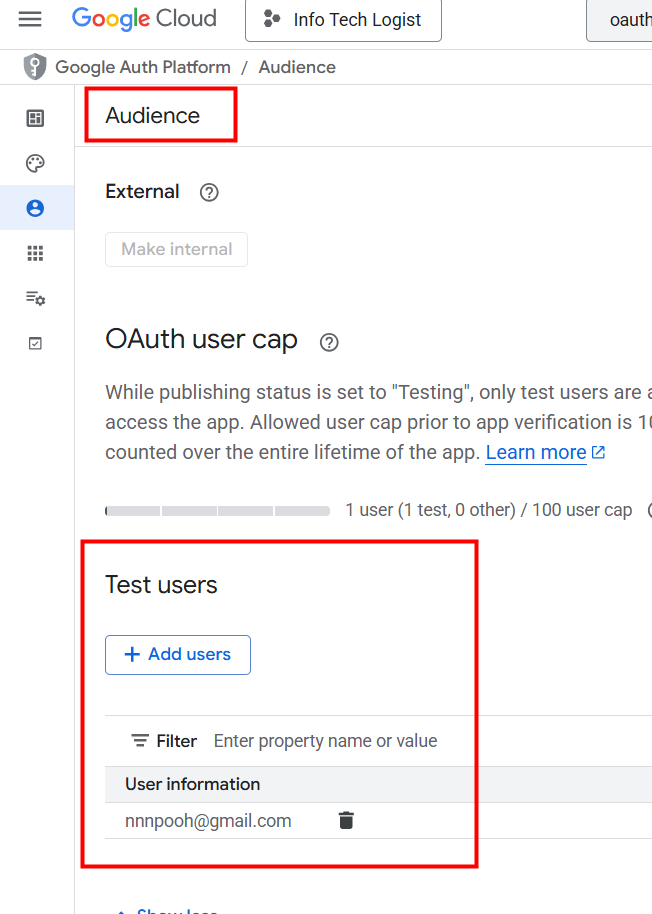 Google Cloud
Info Tech Logist
oauth
Google Auth Platform / Audience
Audience
External
Make internal
OAuth user cap
While publishing status is set to "Testing", only test users are a
access the app. Allowed user cap prior to app verification is 10
counted over the entire lifetime of the app. Learn more
1 user (1 test, 0 other) / 100 user cap
Test users
+ Add users
Filter Enter property name or value
User information
nnnpooh@gmail.com
Show less